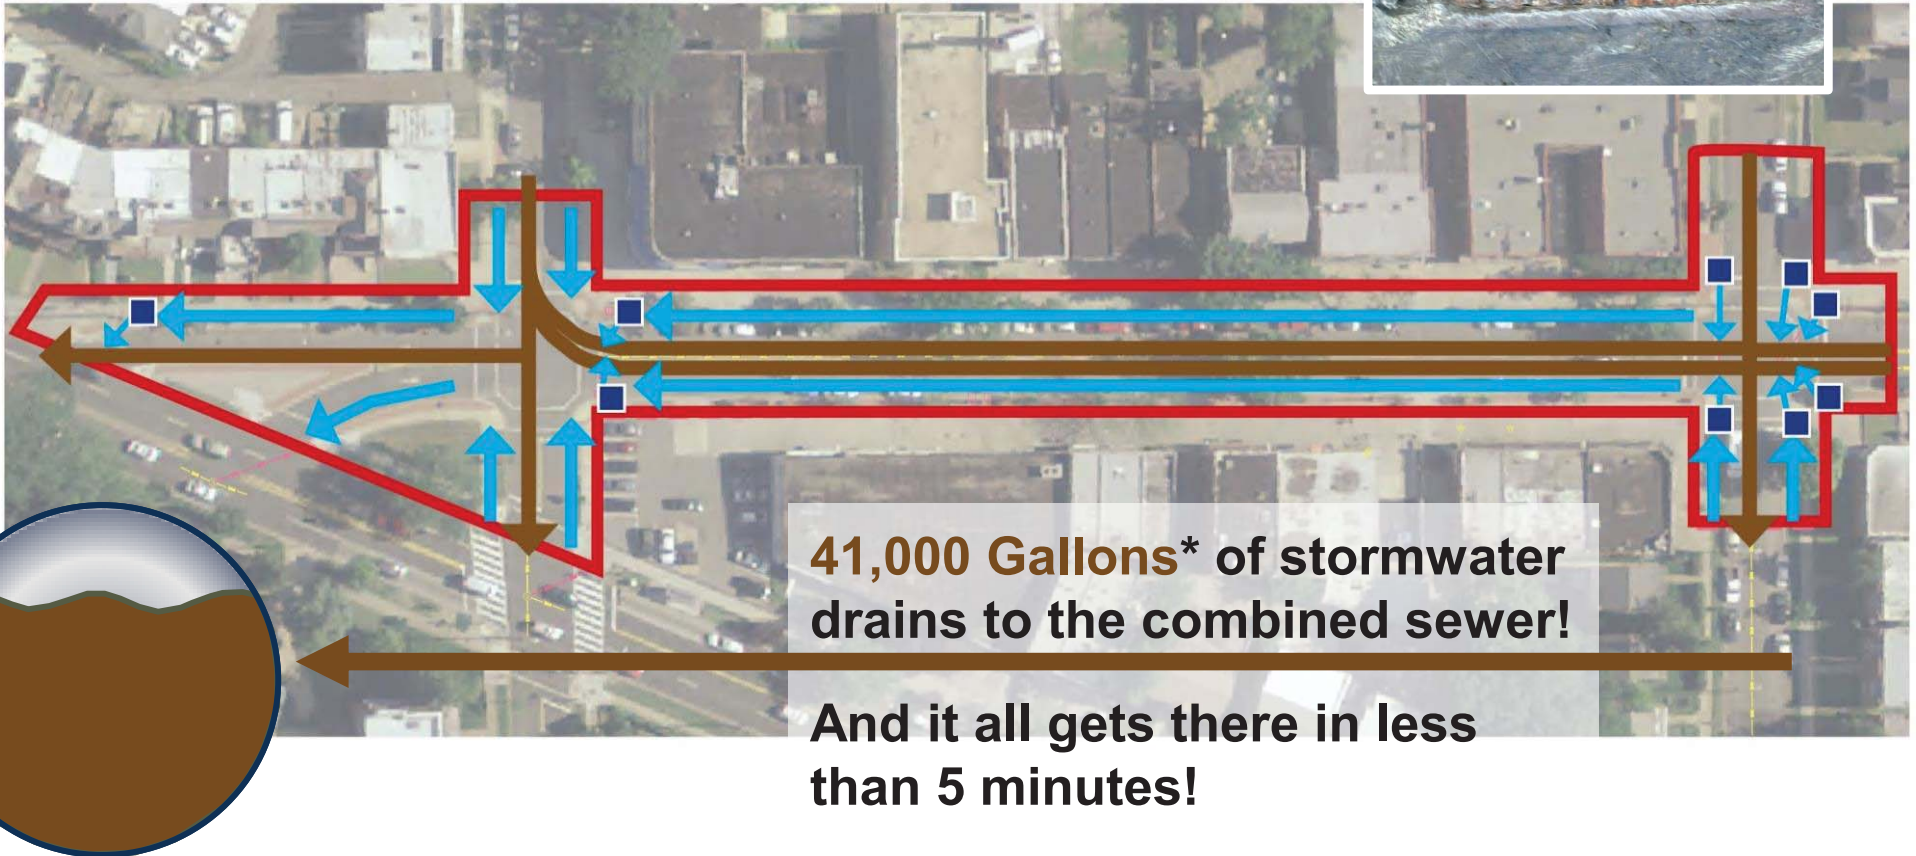 41,000 Gallons* of stormwater
drains to the combined sewer!
And it all gets there in less
than 5 minutes!